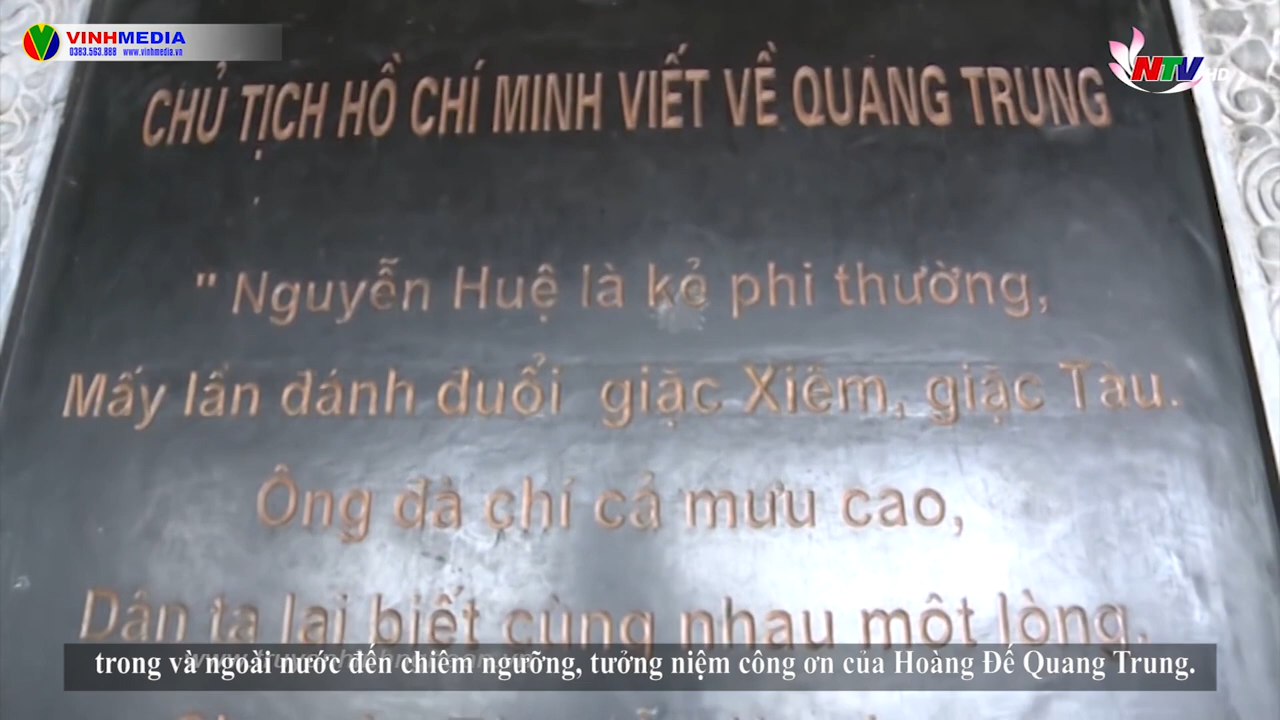 VINHMEDIA
0383.563.888 www.vinhmedia.vn
NTV HD
CHỦ TỊCH HỒ CHÍ MINH VIẾT VỀ QUANG TRUNG
" Nguyễn Huệ là kẻ phi thường,
Mấy lần đánh đuổi giặc Xiêm, giặc Tàu.
Ông đà chí cả mưu cao,
Dân ta lại biết cùng nhau một lòng.
trong và ngoài nước đến chiêm ngưỡng, tưởng niệm công ơn của Hoàng Đế Quang Trung.